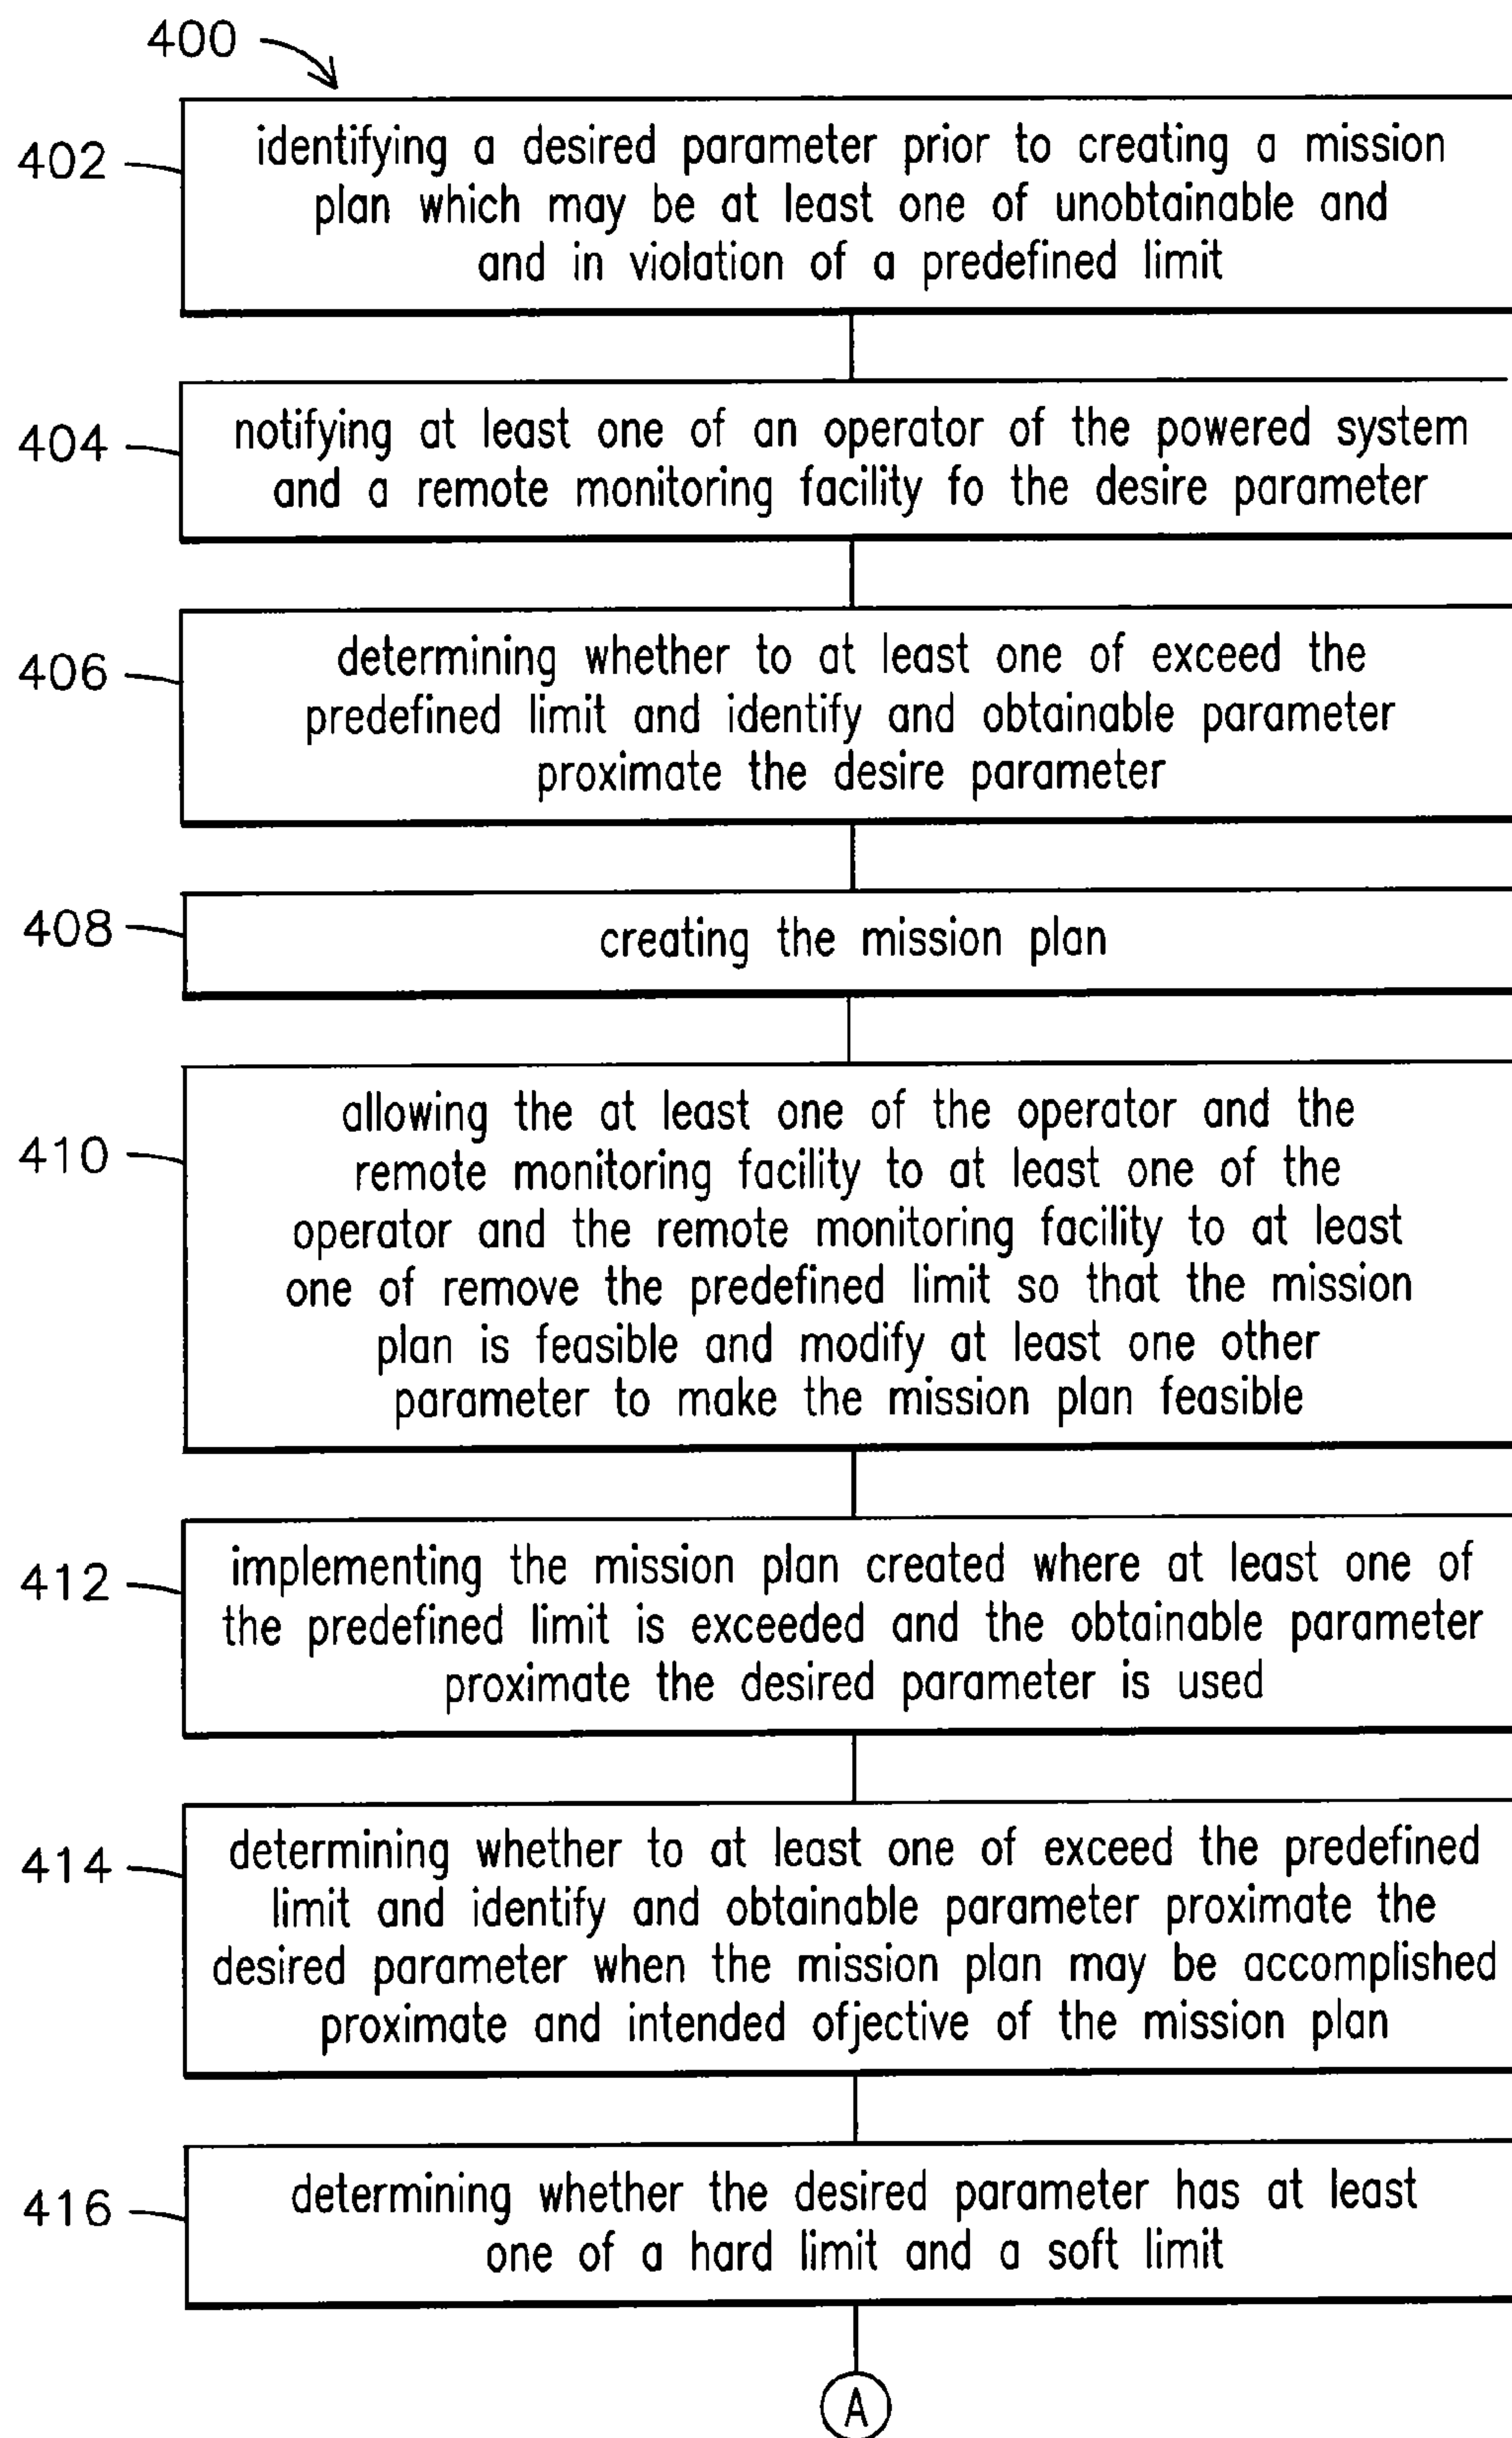 400
402
identifying a desired parameter prior to creating a mission
plan which may be at least one of unobtainable and
and in violation of a predefined limit
404
notifying at least one of an operator of the powered system
and a remote monitoring facility fo the desire parameter
406
determining whether to at least one of exceed the
predefined limit and identify and obtainable parameter
proximate the desire parameter
408
creating the mission plan
410
allowing the at least one of the operator and the
remote monitoring facility to at least one of the
operator and the remote monitoring facility to at least
one of remove the predefined limit so that the mission
plan is feasible and modify at least one other
parameter to make the mission plan feasible
412
implementing the mission plan created where at least one of
the predefined limit is exceeded and the obtainable parameter
proximate the desired parameter is used
414
determining whether to at least one of exceed the predefined
limit and identify and obtainable parameter proximate the
desired parameter when the mission plan may be accomplished
proximate and intended ofjective of the mission plan
416
determining whether the desired parameter has at least
one of a hard limit and a soft limit
A